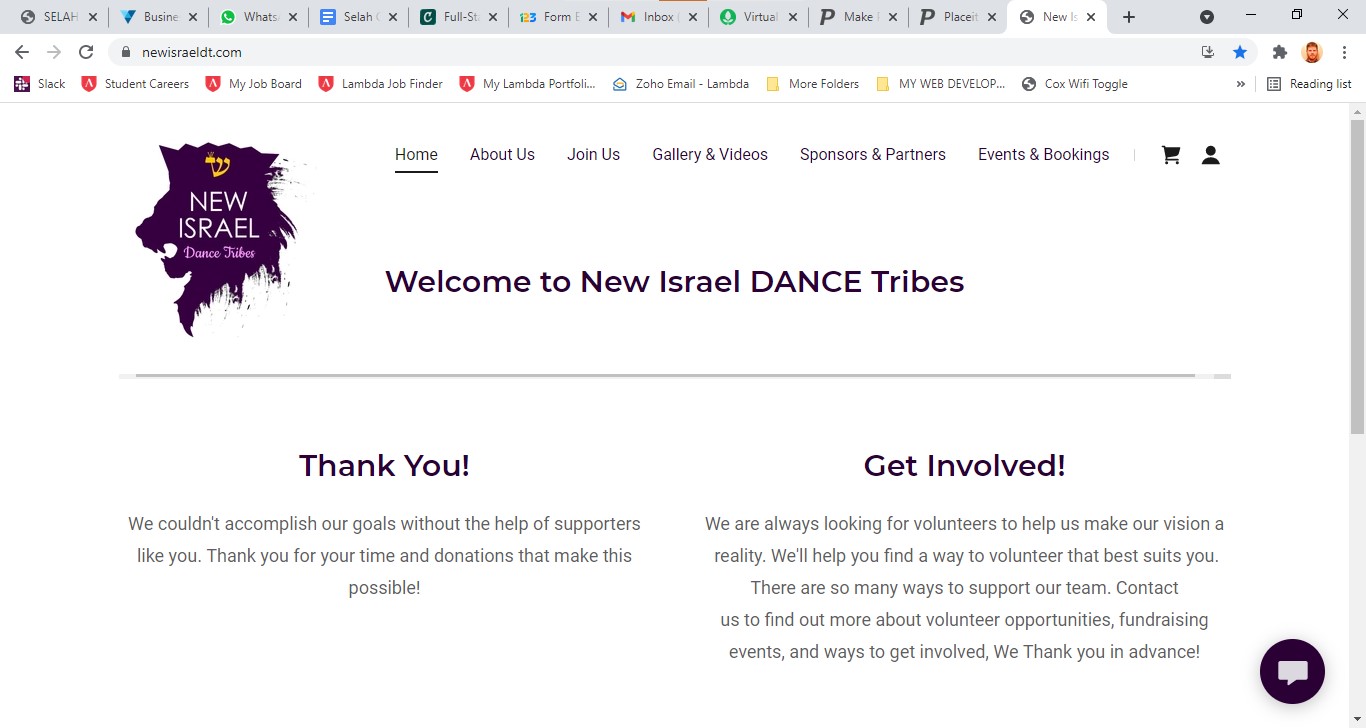 SELAH
Busine
Whats
Selah
Full-St
Form E
Inbox (
Virtual
Make
Placeit
New Is
newisraeldt.com
Slack
Student Careers
My Job Board
Lambda Job Finder
My Lambda Portfoli...
Zoho Email - Lambda
More Folders
MY WEB DEVELOP...
Cox Wifi Toggle
»
Reading list
NEW
ISRAEL
Dance Tribes
Home
About Us
Join Us
Gallery & Videos
Sponsors & Partners
Events & Bookings
Welcome to New Israel DANCE Tribes
Thank You!
We couldn't accomplish our goals without the help of supporters
like you. Thank you for your time and donations that make this
possible!
Get Involved!
We are always looking for volunteers to help us make our vision a
reality. We'll help you find a way to volunteer that best suits you.
There are so many ways to support our team. Contact
us to find out more about volunteer opportunities, fundraising
events, and ways to get involved, We Thank you in advance!